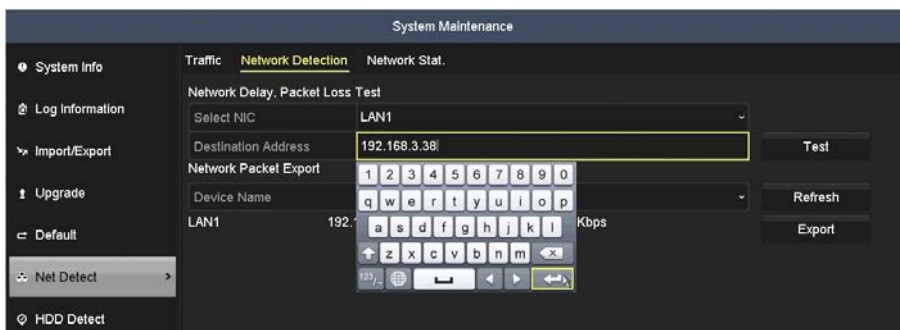 System Maintenance
System Info
Log Information
Import/Export
Upgrade
Default
Net Detect
HDD Detect
Traffic Network Detection Network Stat.
Network Delay, Packet Loss Test
Select NIC LAN1
Destination Address 192.168.3.38 Test
Network Packet Export
Device Name Refresh
LAN1 192. Kbps Export
1 2 3 4 5 6 7 8 9 0
q w e r t y u i o p
a s d f g h j k l
z x c v b n m
123/,.